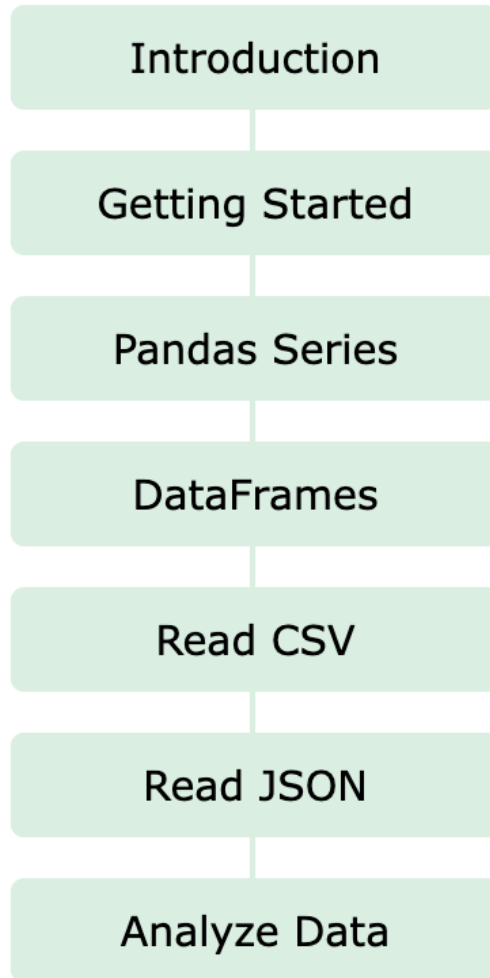 Introduction
Getting Started
Pandas Series
DataFrames
Read CSV
Read JSON
Analyze Data